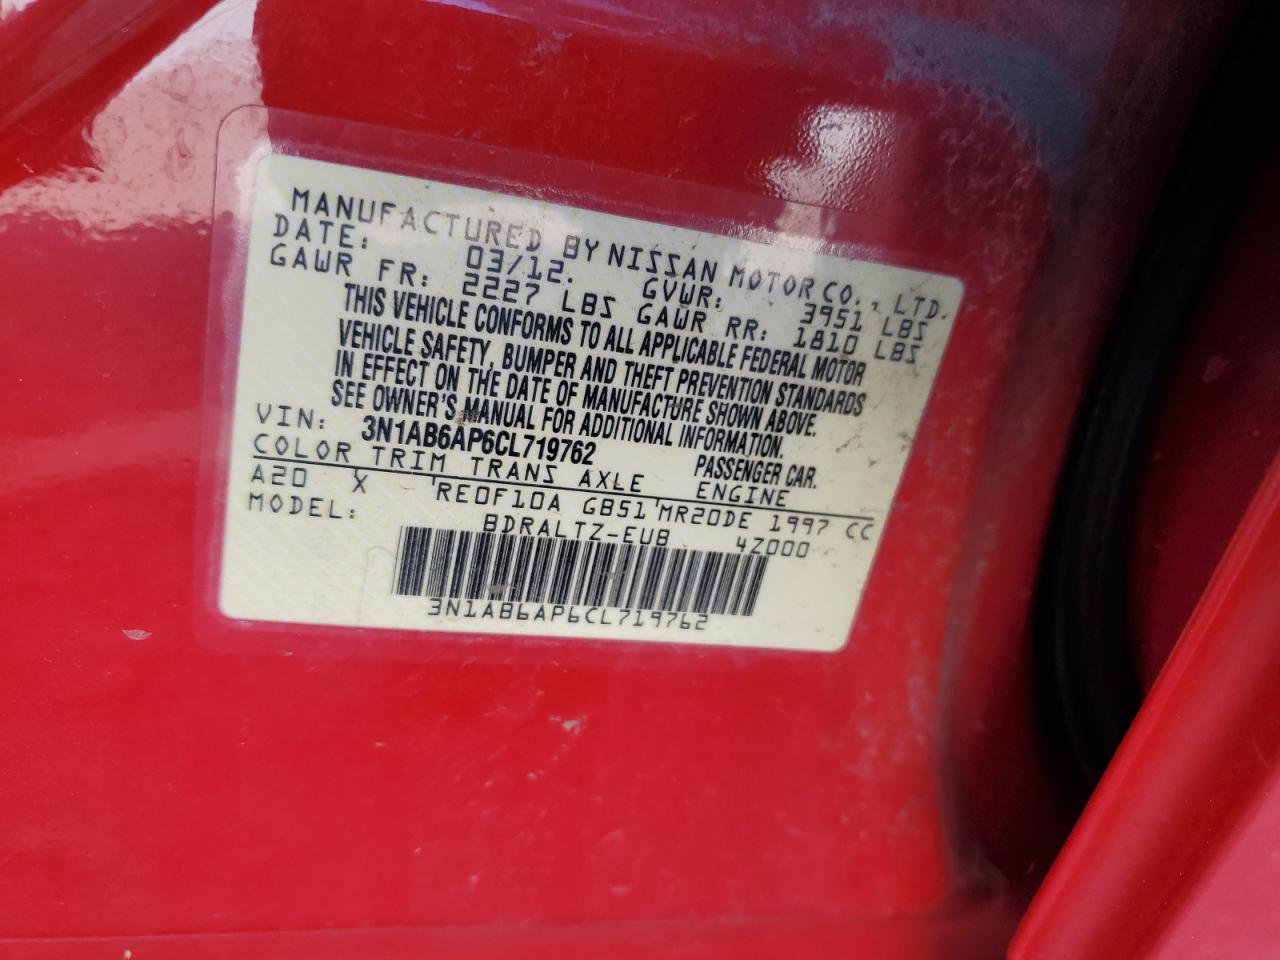 MANUFACTURED BY NISSAN MOTOR CO., LTD.
DATE: 03/12. GVWR: 3951 LBS
GAWR FR: 2227 LBS GAWR RR: 1810 LBS
THIS VEHICLE CONFORMS TO ALL APPLICABLE FEDERAL MOTOR
VEHICLE SAFETY, BUMPER AND THEFT PREVENTION STANDARDS
IN EFFECT ON THE DATE OF MANUFACTURE SHOWN ABOVE.
SEE OWNER'S MANUAL FOR ADDITIONAL INFORMATION.
VIN: 3N1AB6AP6CL719762 PASSENGER CAR.
COLOR TRIM TRANS AXLE ENGINE
A20 X RE0F10A GB51 MR20DE 1997 CC
MODEL: BDRALTZ-EUB 4Z000
3N1AB6AP6CL719762